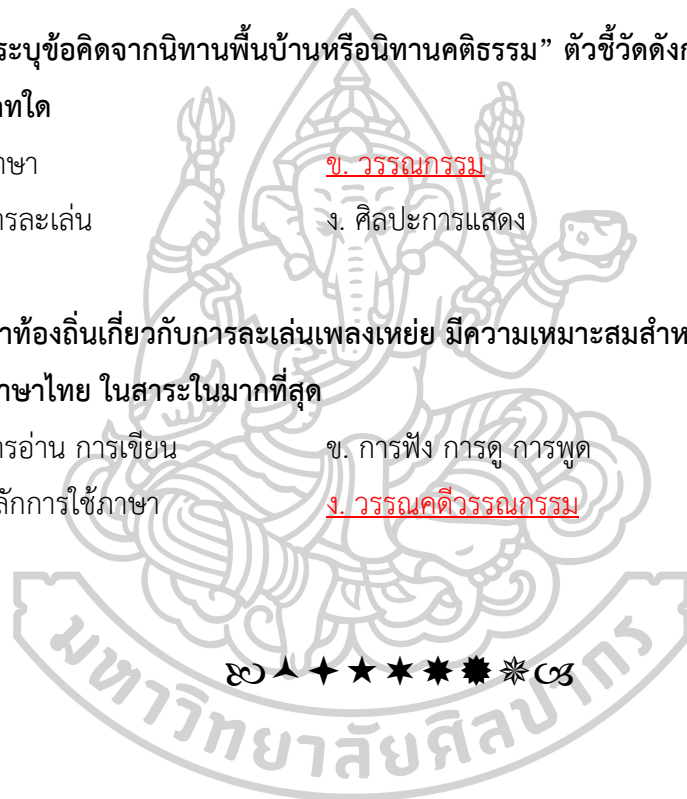 ระบุข้อคิดจากนิทานพื้นบ้านหรือนิทานคติธรรม” ตัวชี้วัดดัง
ทใด
ษา ข. วรรณกรรม
รละเล่น ง. ศิลปะการแสดง
าท้องถิ่นเกี่ยวกับการละเล่นเพลงเหย่ย มีความเหมาะสมสำห
าษาไทย ในสาระในมากที่สุด
ารอ่าน การเขียน ข. การฟัง การดู การพูด
ลักการใช้ภาษา ง. วรรณคดีวรรณกรรม
มหาวิทยาลัยศิลปากร